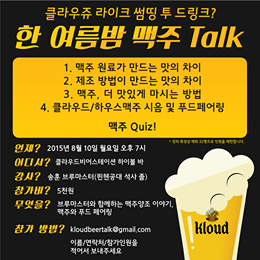 클라우쥬 라이크 썸띵 투 드링크?
한 여름밤 맥주 Talk
1. 맥주 원료가 만드는 맛의 차이
2. 제조 방법이 만드는 맛의 차이
3. 맥주, 더 맛있게 마시는 방법
4. 클라우드/하우스맥주 시음 및 푸드페어링
맥주 Quiz!
언제? 2015년 8월 10일 월요일 오후 7시
어디서? 클라우드비어스테이션 하이볼 바
강사? 송훈 브루마스터(뮌헨공대 석사 졸)
참가비? 5천원
무엇을? 브루마스터와 함께하는 맥주양조 이야기,
맥주와 푸드 페어링
참가 방법? kloudbeertalk@gmail.com
이름/연락처/참가인원을
적어서 보내주세요
Kloud